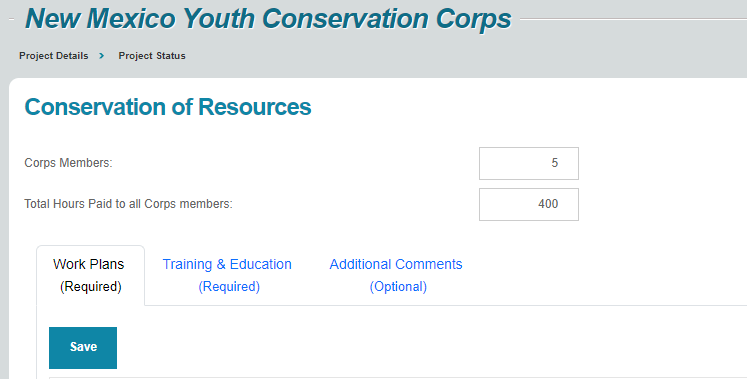 New Mexico Youth Conservation Corps
Project Details > Project Status
Conservation of Resources
Corps Members: 5
Total Hours Paid to all Corps members: 400
Work Plans Training & Education Additional Comments
(Required) (Required) (Optional)
Save